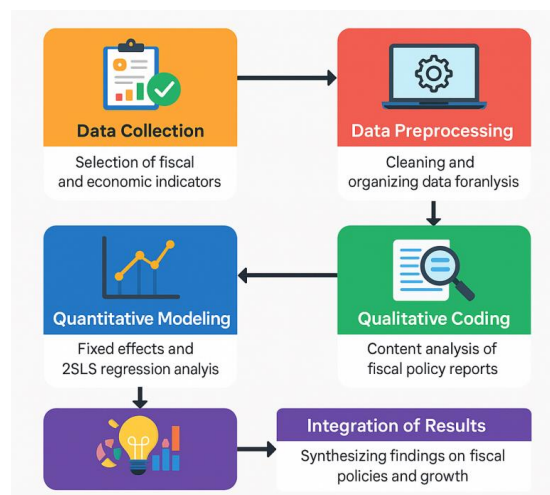 Data Collection
Selection of fiscal
and economic indicators
Data Preprocessing
Cleaning and
organizing data foranlysis
Qualitative Coding
Content analysis of
fiscal policy reports
Quantitative Modeling
Fixed effects and
2SLS regression analyis
Integration of Results
Synthesizing findings on fiscal
policies and growth